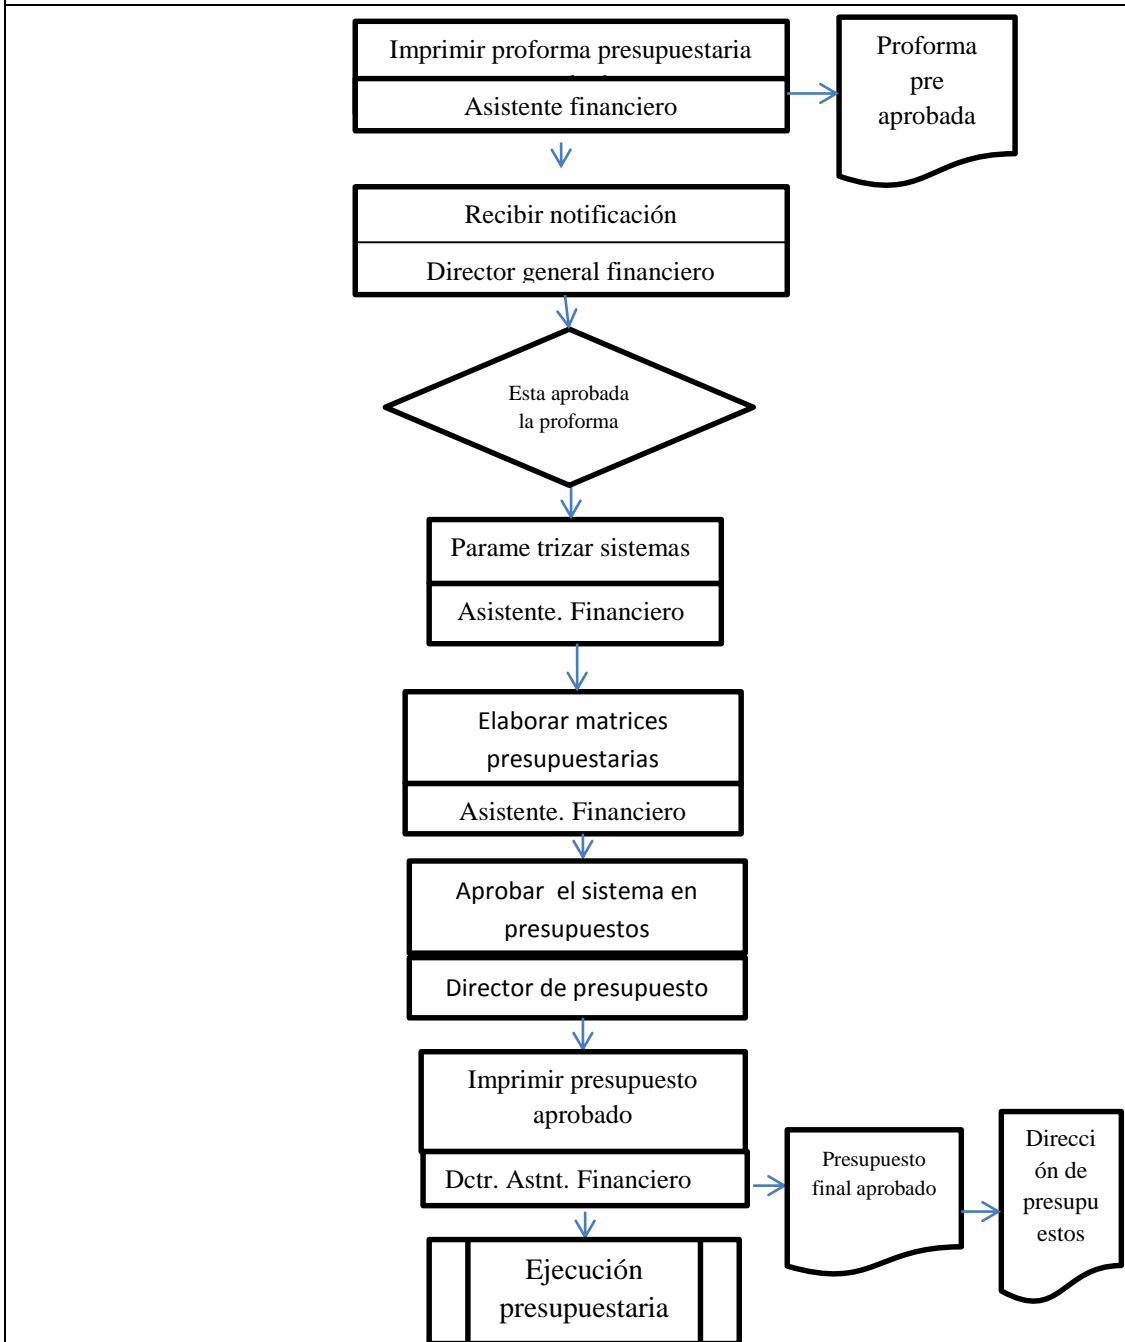 Imprimir proforma presupuestaria
Asistente financiero
Proforma
pre
aprobada
Recibir notificación
Director general financiero
Esta aprobada
la proforma
Parame trizar sistemas
Asistente. Financiero
Elaborar matrices
presupuestarias
Asistente. Financiero
Aprobar  el sistema en
presupuestos
Director de presupuesto
Imprimir presupuesto
aprobado
Dctr. Astnt. Financiero
Presupuesto
final aprobado
Direcci
ón de
presupu
estos
Ejecución
presupuestaria